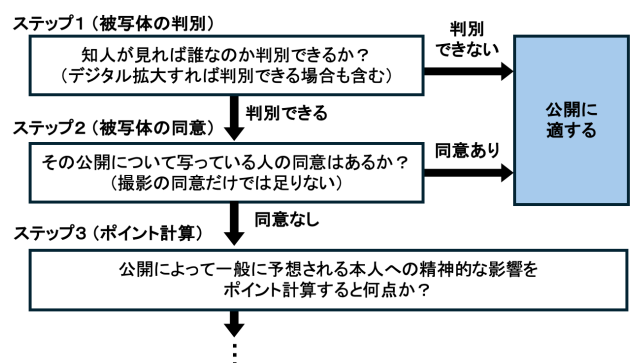 ステップ1（被写体の判別）
知人が見れば誰なのか判別できるか？
（デジタル拡大すれば判別できる場合も含む）
判別
できない
公開に
適する
判別できる
ステップ2（被写体の同意）
その公開について写っている人の同意はあるか？
（撮影の同意だけでは足りない）
同意あり
同意なし
ステップ3（ポイント計算）
公開によって一般に予想される本人への精神的な影響を
ポイント計算すると何点か？